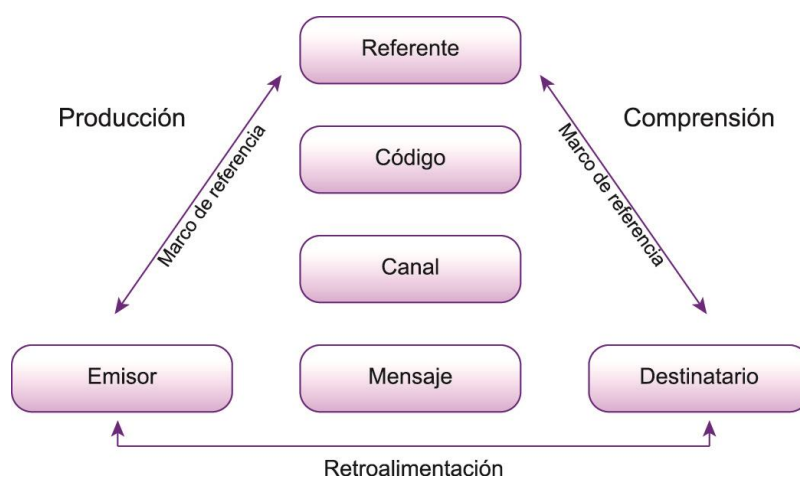 Referente
Producción
Comprensión
Marco de referencia
Marco de referencia
Código
Canal
Emisor
Mensaje
Destinatario
Retroalimentación